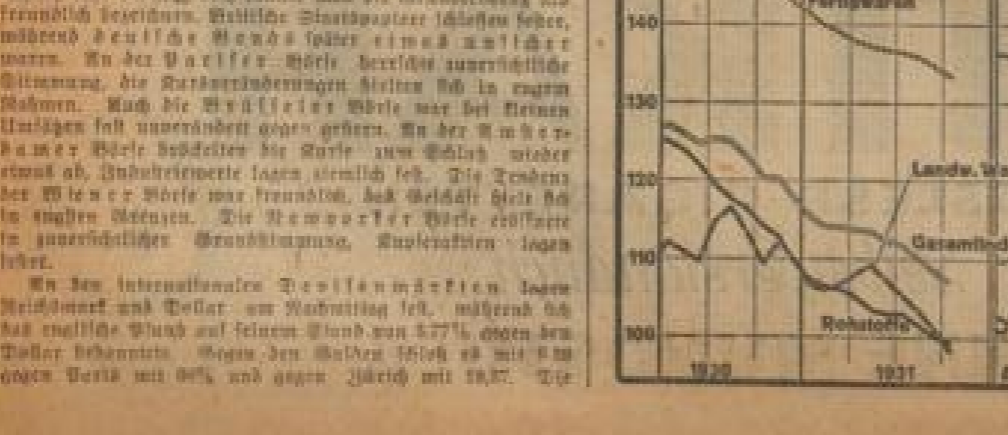 freundlich bezeichnen. Britische Staatspapiere schlossen fester,
während deutsche Bonds später etwas unsicher
waren. An der Pariser Börse herrschte zuversichtliche
Stimmung, die Kursveränderungen hielten sich in engem
Rahmen. Auch die Brüsseler Börse war bei kleinen
Umsätzen fast unverändert gegen gestern. An der Amster-
damer Börse bröckelten die Kurse zum Schluß wieder
etwas ab, Industriewerte lagen ziemlich fest. Die Tendenz
der Wiener Börse war freundlich, das Geschäft hielt sich
in engsten Grenzen. Die Newyorker Börse eröffnete
in zuversichtlicher Grundstimmung, Kupferaktien lagen
fester.
An den internationalen Devisenmärkten lagen
Reichsmark und Dollar am Nachmittag fest, während sich
das englische Pfund auf seinem Stand von gegen den
Dollar behauptete. Gegen den Gulden schloß es mit
gegen Paris mit und gegen Zürich mit Die
Fertigwaren
140
130
120
110
100
Landw.
Rohstoffe
1930
1931